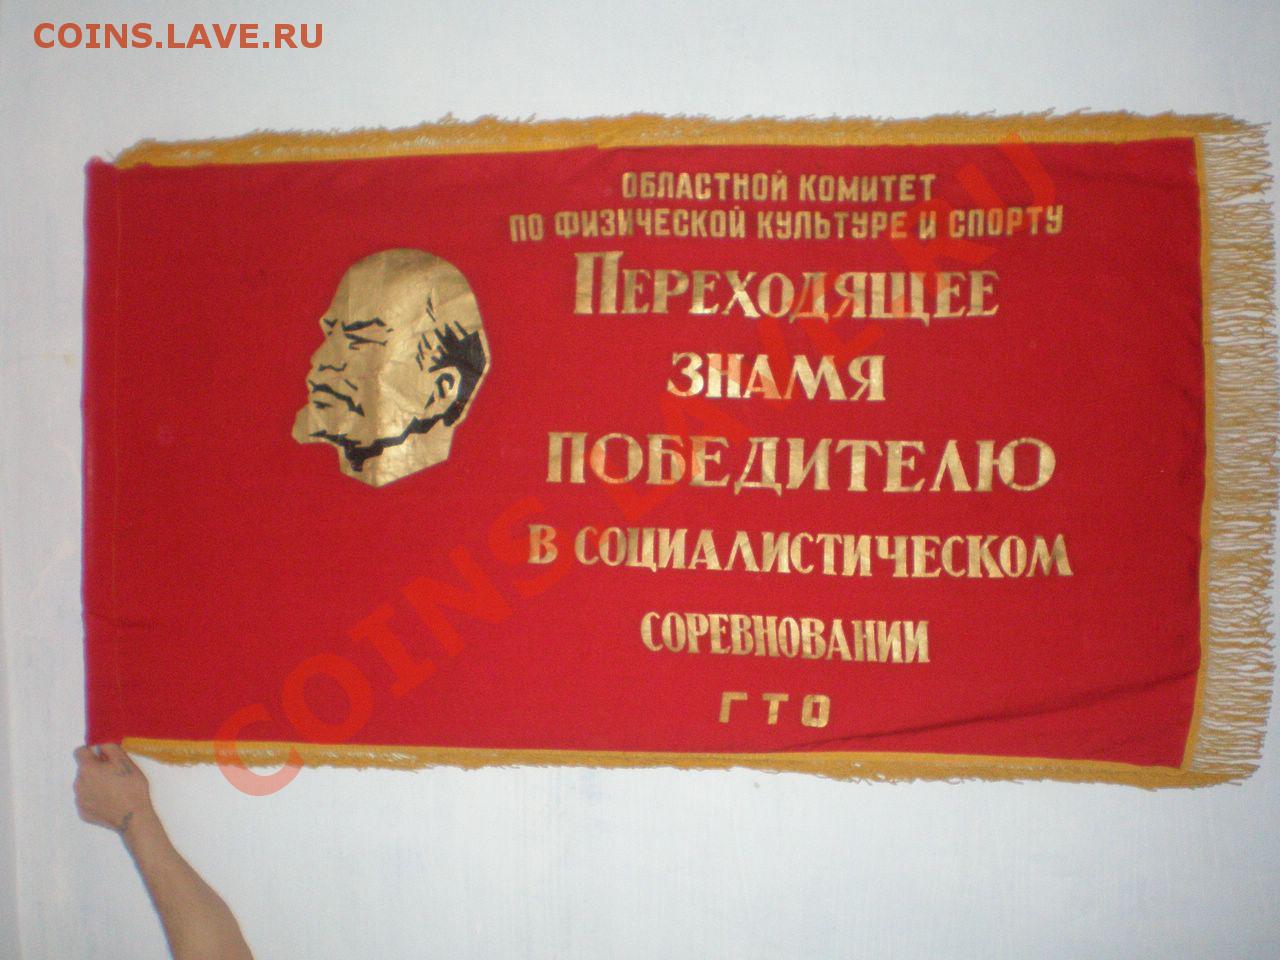 COINS.LAVE.RU
ОБЛАСТНОЙ КОМИТЕТ
ПО ФИЗИЧЕСКОЙ КУЛЬТУРЕ И СПОРТУ
ПЕРЕХОДЯЩЕЕ
ЗНАМЯ
ПОБЕДИТЕЛЮ
В СОЦИАЛИСТИЧЕСКОМ
СОРЕВНОВАНИИ
ГТО
COINS.LAVE.RU